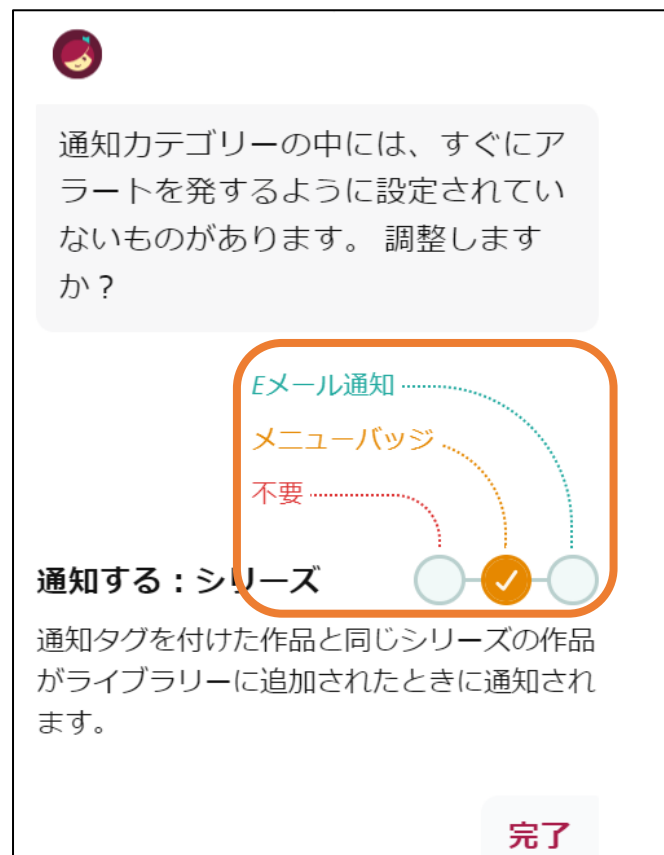 通知カテゴリーの中には、すぐにア
ラートを発するように設定されてい
ないものがあります。 調整します
か？
Eメール通知
メニューバッジ
不要
通知する：シリーズ
通知タグを付けた作品と同じシリーズの作品
がライブラリーに追加されたときに通知され
ます。
完了